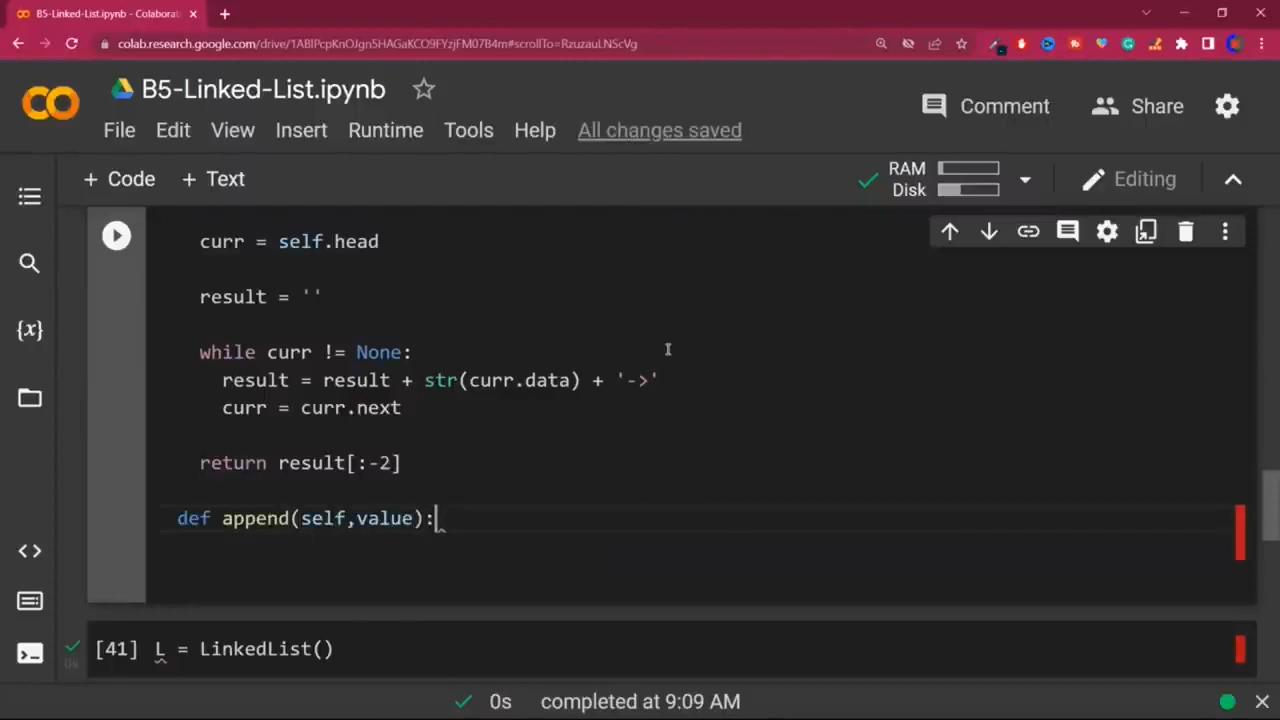 B5-Linked-List.ipynb - Colaborat
colab.research.google.com/drive/1ABlPcpKnOJgn5HAGaKCO9FYzjFM07B4m#scrollTo=RzuzauLNScVg
B5-Linked-List.ipynb
Comment Share
File Edit View Insert Runtime Tools Help All changes saved
+ Code + Text
RAM
Disk
Editing
{x}
curr = self.head
result = ''
while curr != None:
result = result + str(curr.data) + '->'
curr = curr.next
return result[:-2]
def append(self,value):
[41] L = LinkedList()
0s
0s completed at 9:09 AM